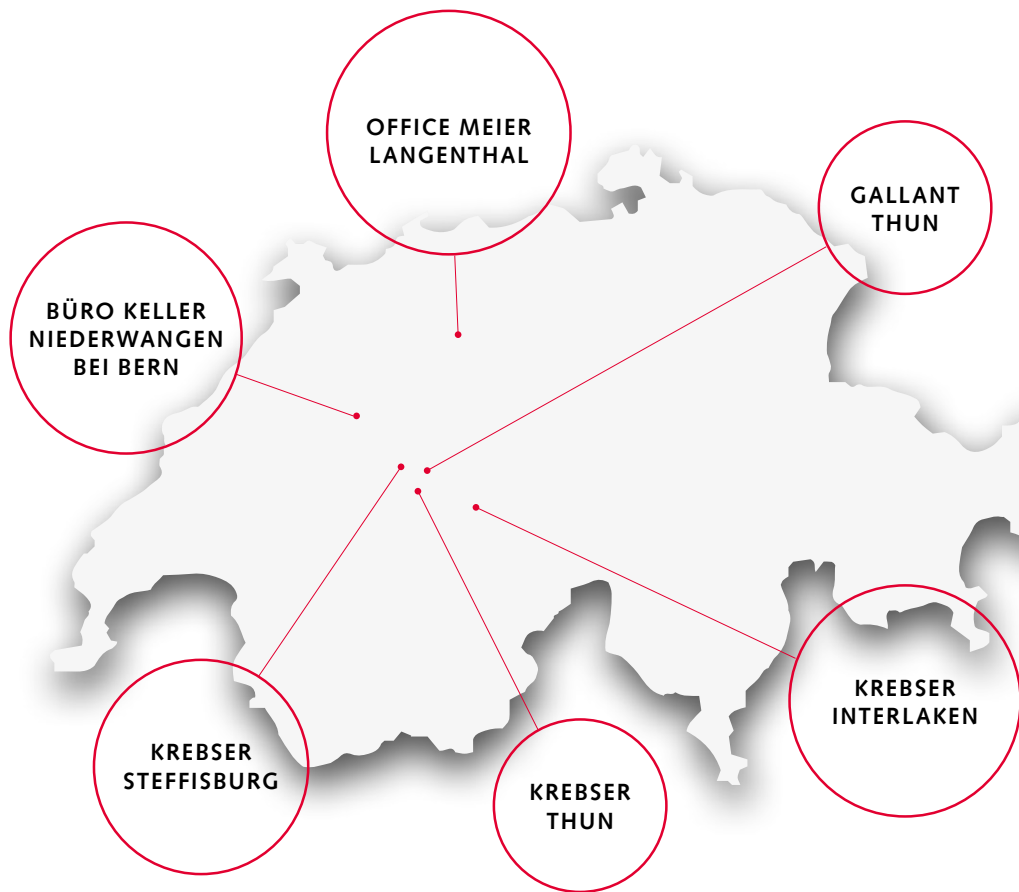 OFFICE MEIER
LANGENTHAL
GALLANT
THUN
BÜRO KELLER
NIEDERWANGEN
BEI BERN
KREBSER
INTERLAKEN
KREBSER
STEFFISBURG
KREBSER
THUN